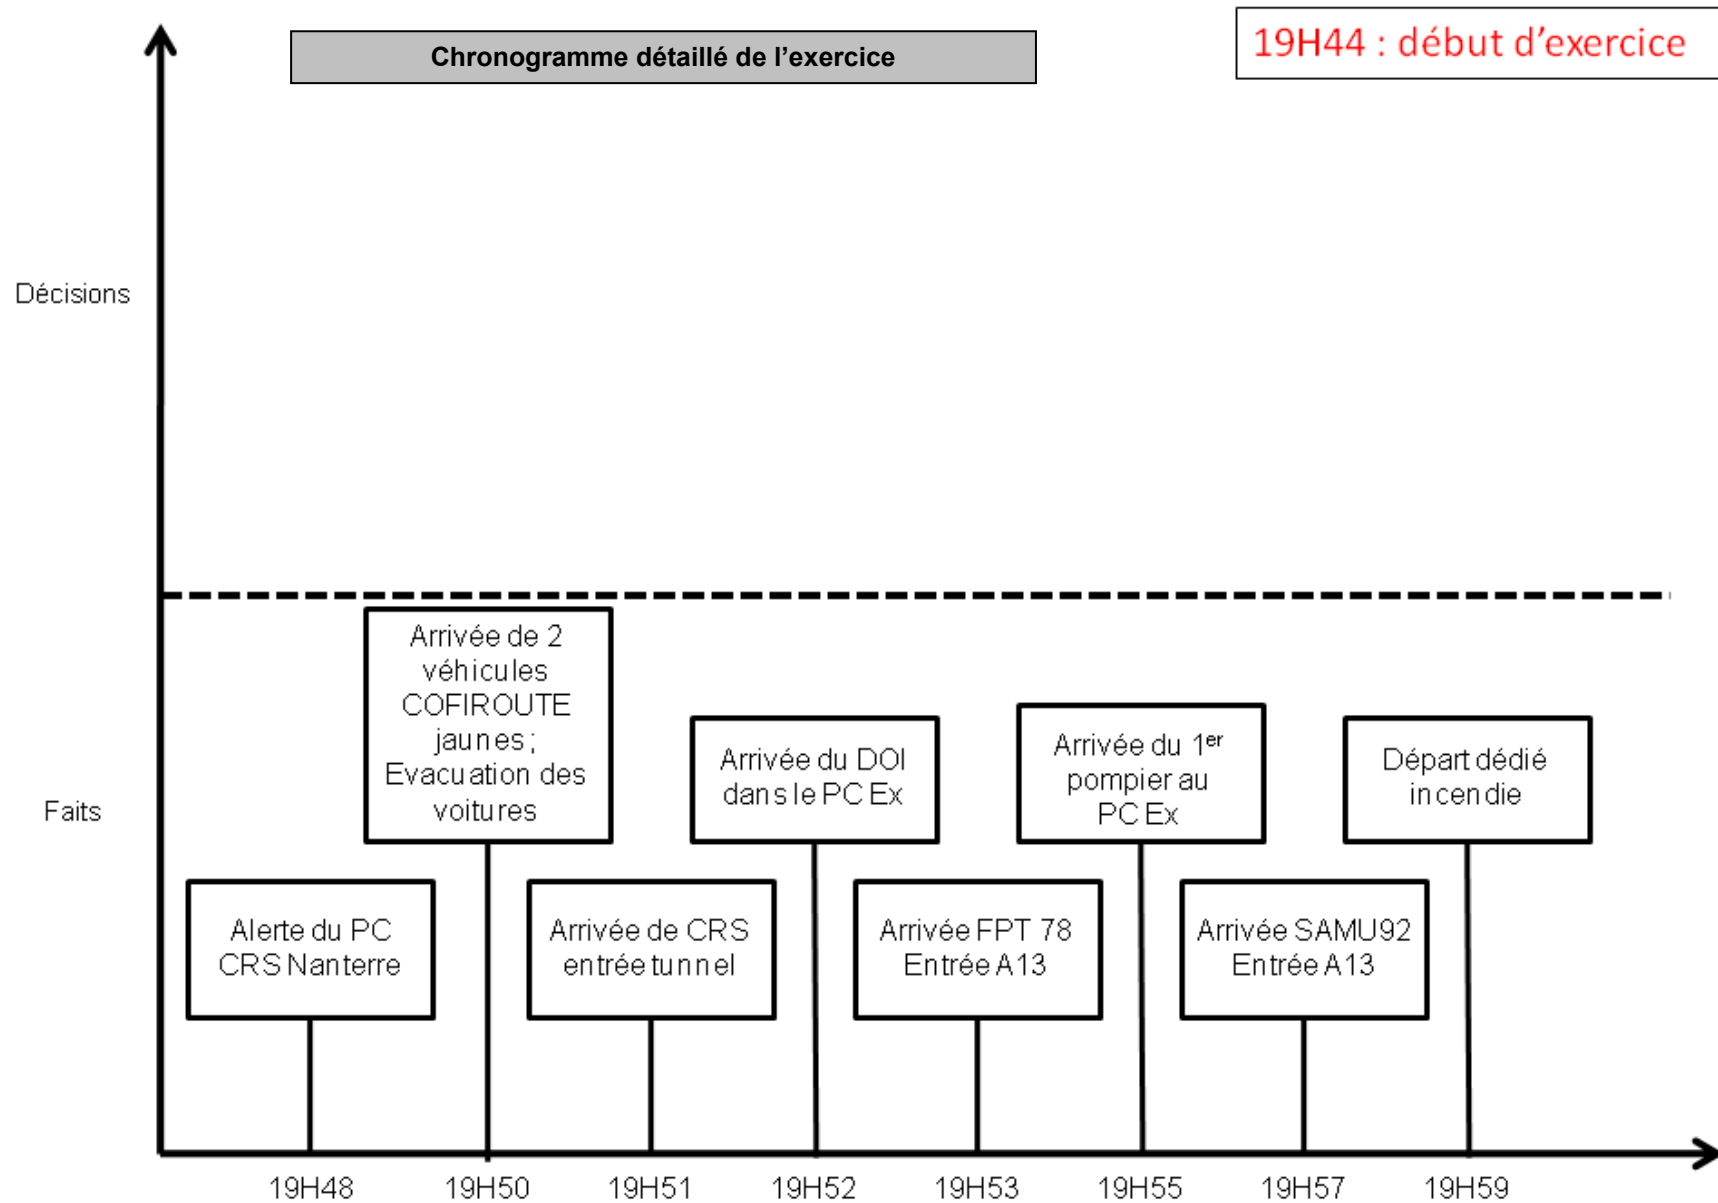 Chronogramme détaillé de l'exercice
19H44 : début d'exercice
Décisions
Faits
Arrivée de 2
véhicules
COFIROUTE
jaunes ;
Evacuation des
voitures
Arrivée du DOI
dans le PC Ex
Arrivée du 1er
pompier au
PC Ex
Départ dédié
incendie
Alerte du PC
CRS Nanterre
Arrivée de CRS
entrée tunnel
Arrivée FPT 78
Entrée A13
Arrivée SAMU92
Entrée A13
19H48
19H50
19H51
19H52
19H53
19H55
19H57
19H59